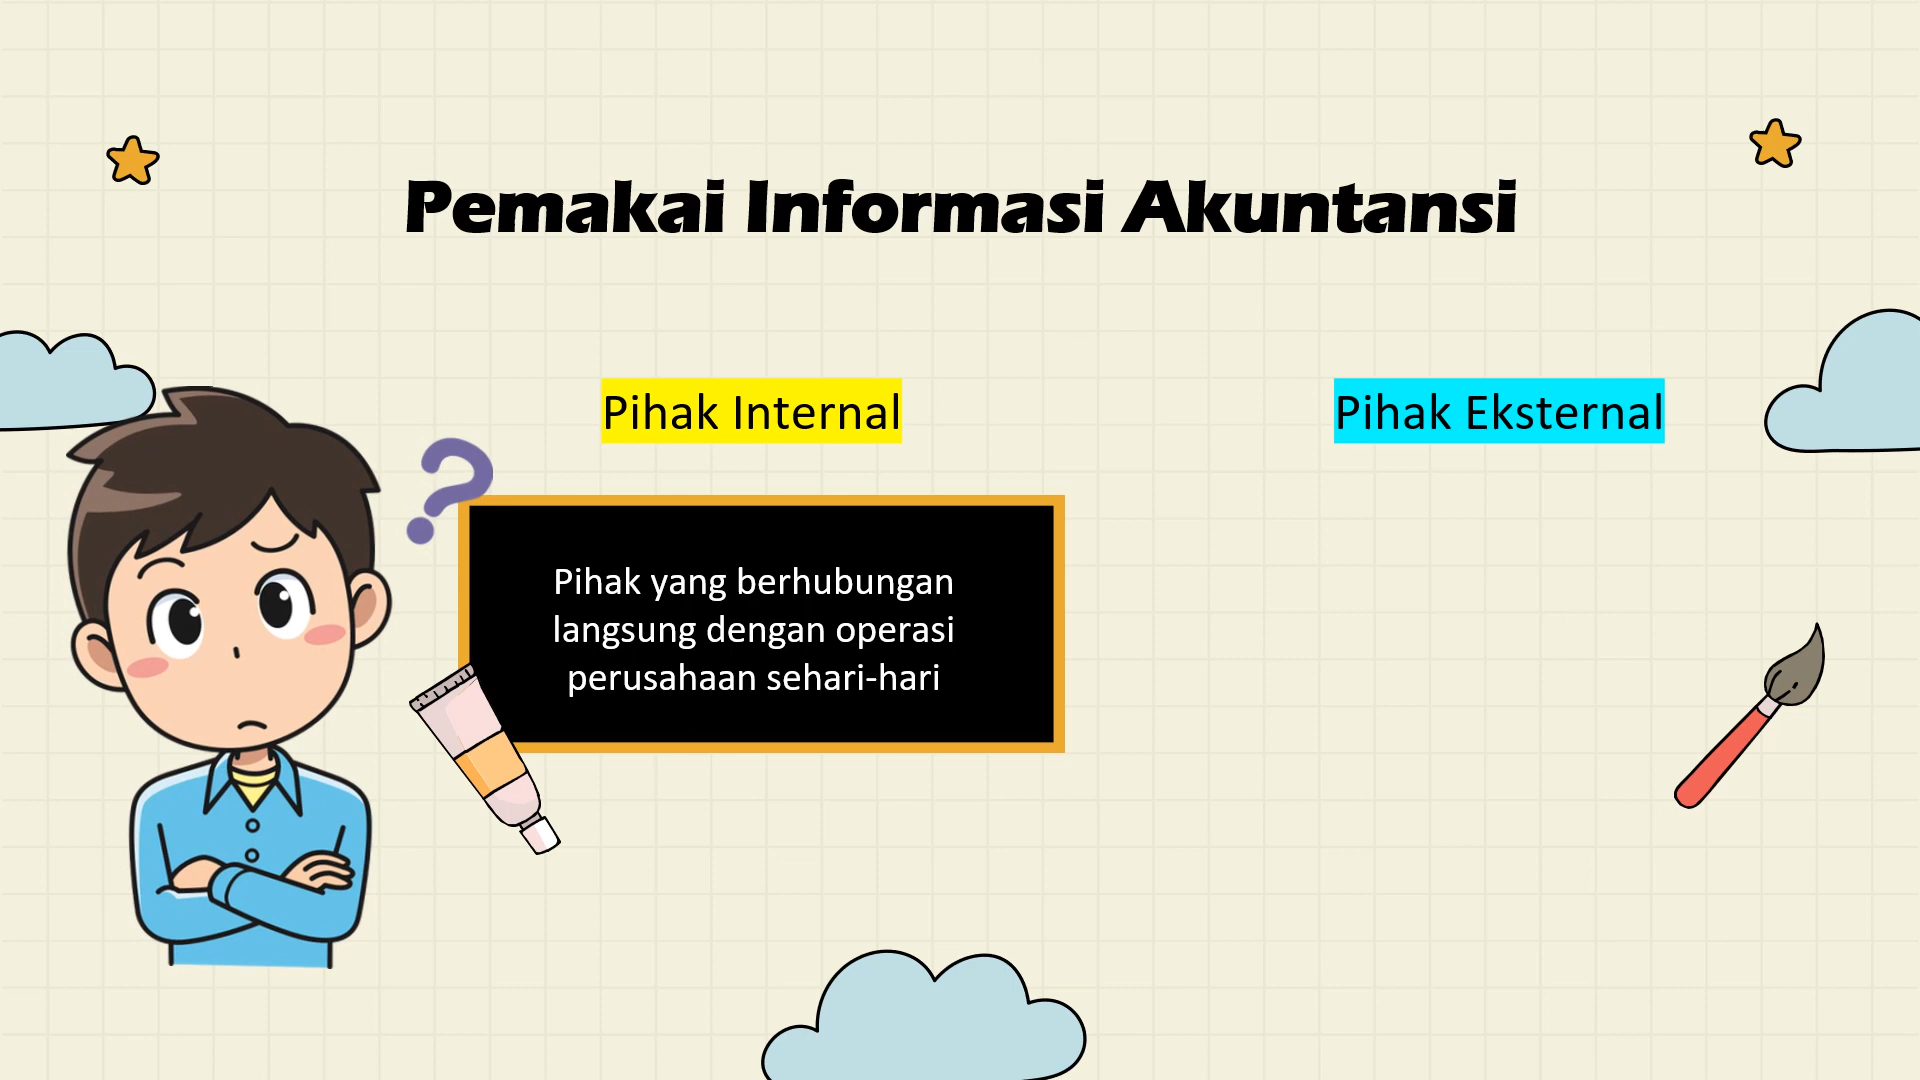 Pemakai Informasi Akuntansi
Pihak Internal
Pihak Eksternal
Pihak yang berhubungan
langsung dengan operasi
perusahaan sehari-hari